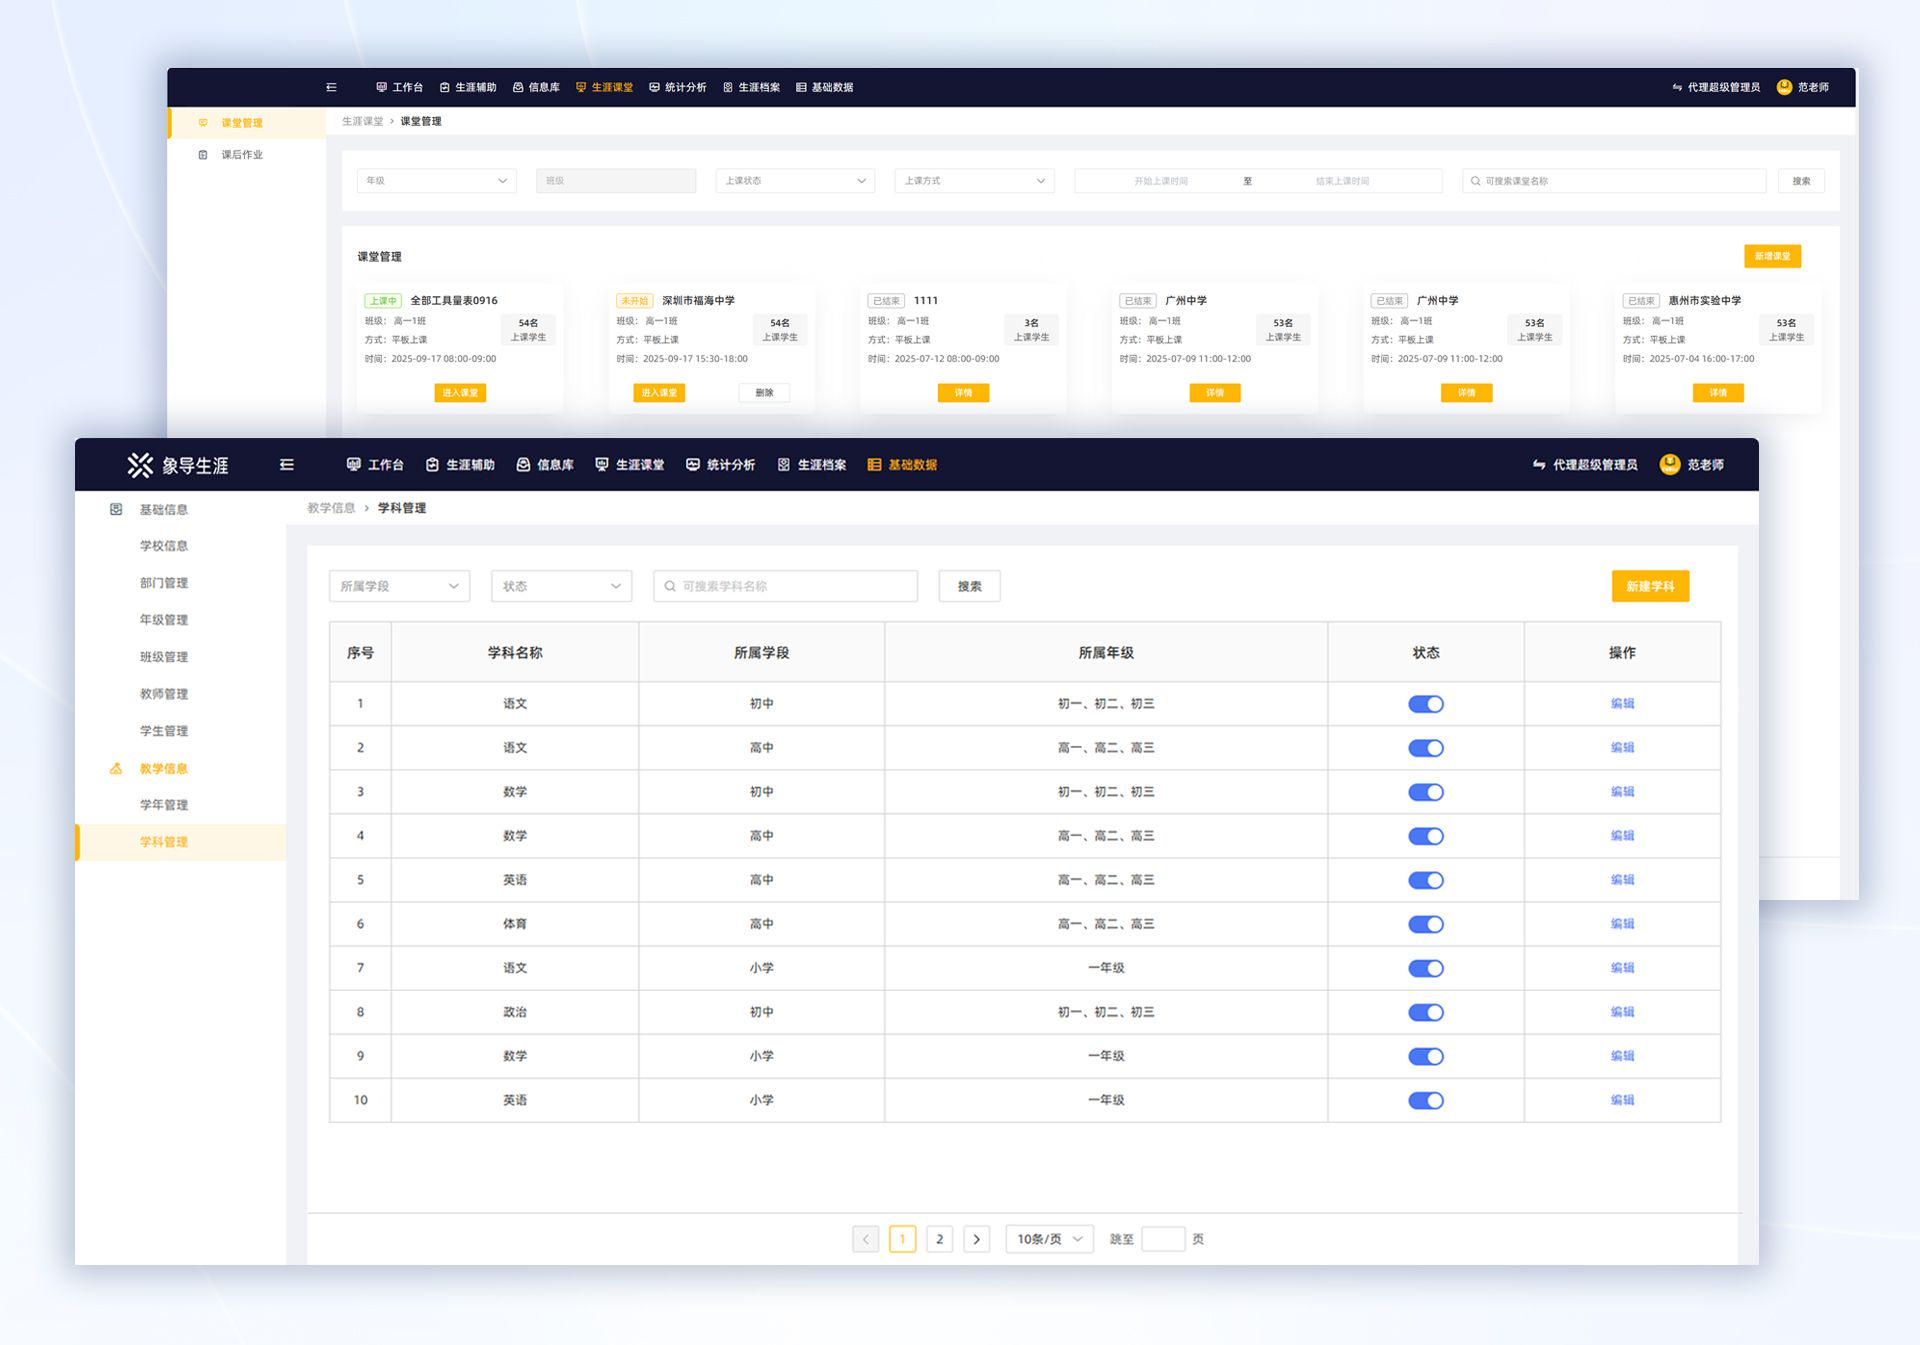 工作台 生涯辅助 信息库 生涯课堂 统计分析 生涯档案 基础数据 代理超级管理员 范老师
课堂管理
课后作业
生涯课堂 > 课堂管理
年级 班级 上课状态 上课方式 开始上课时间 至 结束上课时间 可搜索课堂名称 搜索
课堂管理 新增课堂
上课中 全部工具量表0916
班级： 高一1班
方式：平板上课
时间：2025-09-17 08:00-09:00
54名
上课学生
进入课堂
未开始 深圳市福海中学
班级： 高一1班
方式：平板上课
时间：2025-09-17 15:30-18:00
54名
上课学生
进入课堂 删除
已结束 1111
班级： 高一1班
方式：平板上课
时间：2025-07-12 08:00-09:00
3名
上课学生
详情
已结束 广州中学
班级： 高一1班
方式：平板上课
时间：2025-07-09 11:00-12:00
53名
上课学生
详情
已结束 广州中学
班级： 高一1班
方式：平板上课
时间：2025-07-09 11:00-12:00
53名
上课学生
详情
已结束 惠州市实验中学
班级： 高一1班
方式：平板上课
时间：2025-07-04 16:00-17:00
53名
上课学生
详情
象导生涯 工作台 生涯辅助 信息库 生涯课堂 统计分析 生涯档案 基础数据 代理超级管理员 范老师
基础信息
学校信息
部门管理
年级管理
班级管理
教师管理
学生管理
教学信息
学年管理
学科管理
教学信息 > 学科管理
所属学段 状态 可搜索学科名称 搜索 新建学科
序号 学科名称 所属学段 所属年级 状态 操作
1 语文 初中 初一、初二、初三 编辑
2 语文 高中 高一、高二、高三 编辑
3 数学 初中 初一、初二、初三 编辑
4 数学 高中 高一、高二、高三 编辑
5 英语 高中 高一、高二、高三 编辑
6 体育 高中 高一、高二、高三 编辑
7 语文 小学 一年级 编辑
8 政治 初中 初一、初二、初三 编辑
9 数学 小学 一年级 编辑
10 英语 小学 一年级 编辑
< 1 2 > 10条/页 跳至 页